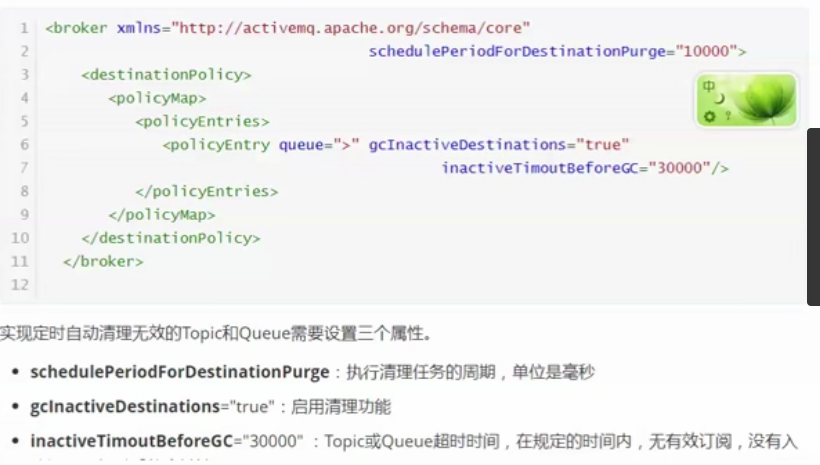 1 <broker xmlns="http://activemq.apache.org/schema/core"
2 schedulePeriodForDestinationPurge="10000">
3 <destinationPolicy>
4 <policyMap>
5 <policyEntries>
6 <policyEntry queue=">" gcInactiveDestinations="true"
7 inactiveTimoutBeforeGC="30000"/>
8 </policyEntries>
9 </policyMap>
10 </destinationPolicy>
11 </broker>
12
中
?
实现定时自动清理无效的Topic和Queue需要设置三个属性。
• schedulePeriodForDestinationPurge：执行清理任务的周期，单位是毫秒
• gcInactiveDestinations="true"：启用清理功能
• inactiveTimoutBeforeGC="30000" ：Topic或Queue超时时间，在规定的时间内，无有效订阅，没有入